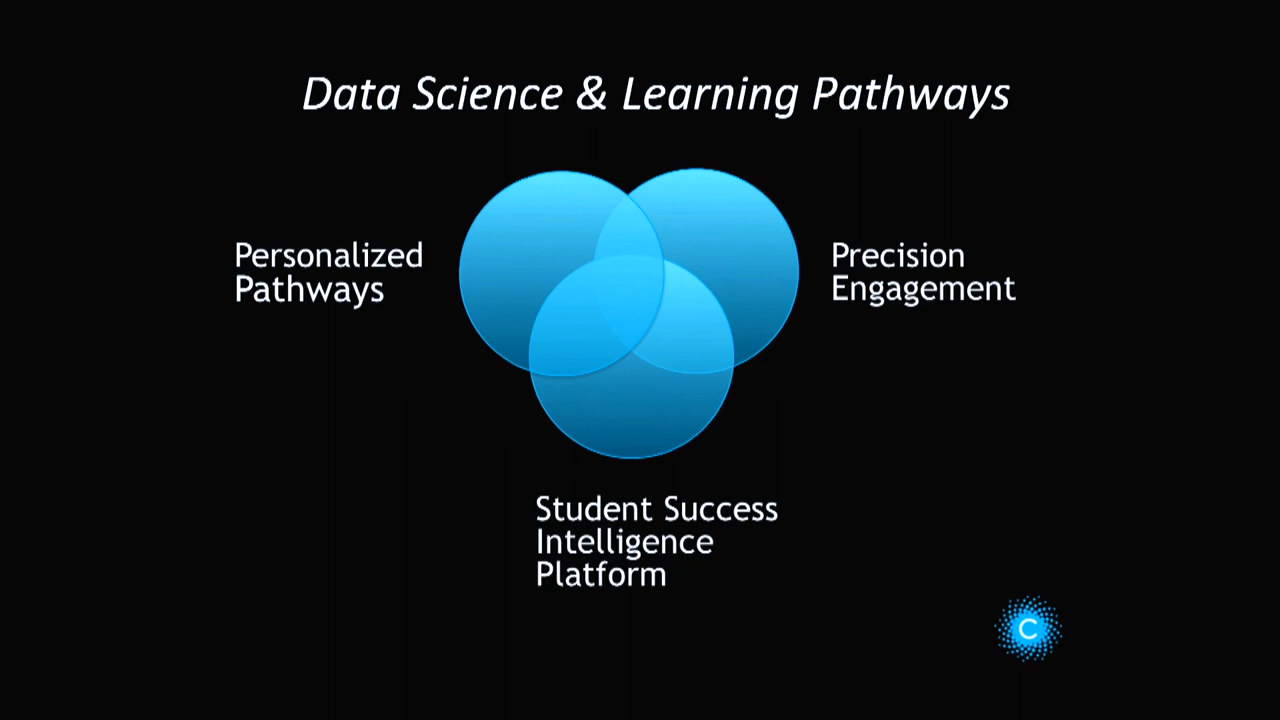 Data Science & Learning Pathways
Personalized
Pathways
Precision
Engagement
Student Success
Intelligence
Platform
C